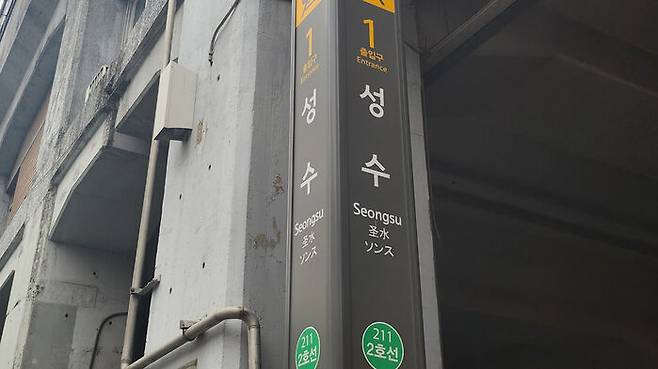 1
출입구
Entrance
성
수
Seongsu
圣水
ソンス
211
2호선
1
출입구
Entrance
성
수
Seongsu
圣水
ソンス
211
2호선